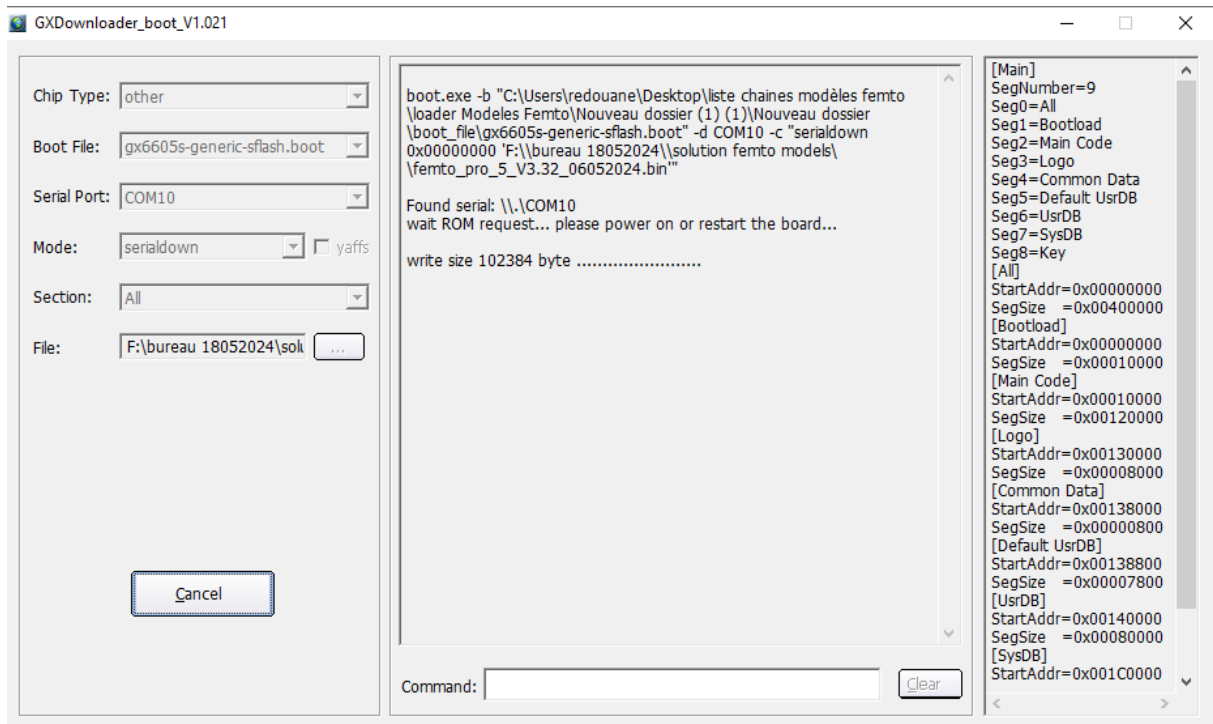 GXDownloader_boot_V1.021
Chip Type: other
Boot File: gx6605s-generic-sflash.boot
Serial Port: COM10
Mode: serialdown yaffs
Section: All
File: F:\bureau 18052024\solu ...
Cancel
boot.exe -b "C:\Users\redouane\Desktop\liste chaines modèles femto
\loader Modeles Femto\Nouveau dossier (1) (1)\Nouveau dossier
\boot_file\gx6605s-generic-sflash.boot" -d COM10 -c "serialdown
0x00000000 'F:\\bureau 18052024\\solution femto models\
\femto_pro_5_V3.32_06052024.bin'"
Found serial: \\.\COM10
wait ROM request... please power on or restart the board...
write size 102384 byte ........................
Command:
Clear
[Main]
SegNumber=9
Seg0=All
Seg1=Bootload
Seg2=Main Code
Seg3=Logo
Seg4=Common Data
Seg5=Default UsrDB
Seg6=UsrDB
Seg7=SysDB
Seg8=Key
[All]
StartAddr=0x00000000
SegSize =0x00400000
[Bootload]
StartAddr=0x00000000
SegSize =0x00010000
[Main Code]
StartAddr=0x00010000
SegSize =0x00120000
[Logo]
StartAddr=0x00130000
SegSize =0x00008000
[Common Data]
StartAddr=0x00138000
SegSize =0x00000800
[Default UsrDB]
StartAddr=0x00138800
SegSize =0x00007800
[UsrDB]
StartAddr=0x00140000
SegSize =0x00080000
[SysDB]
StartAddr=0x001C0000